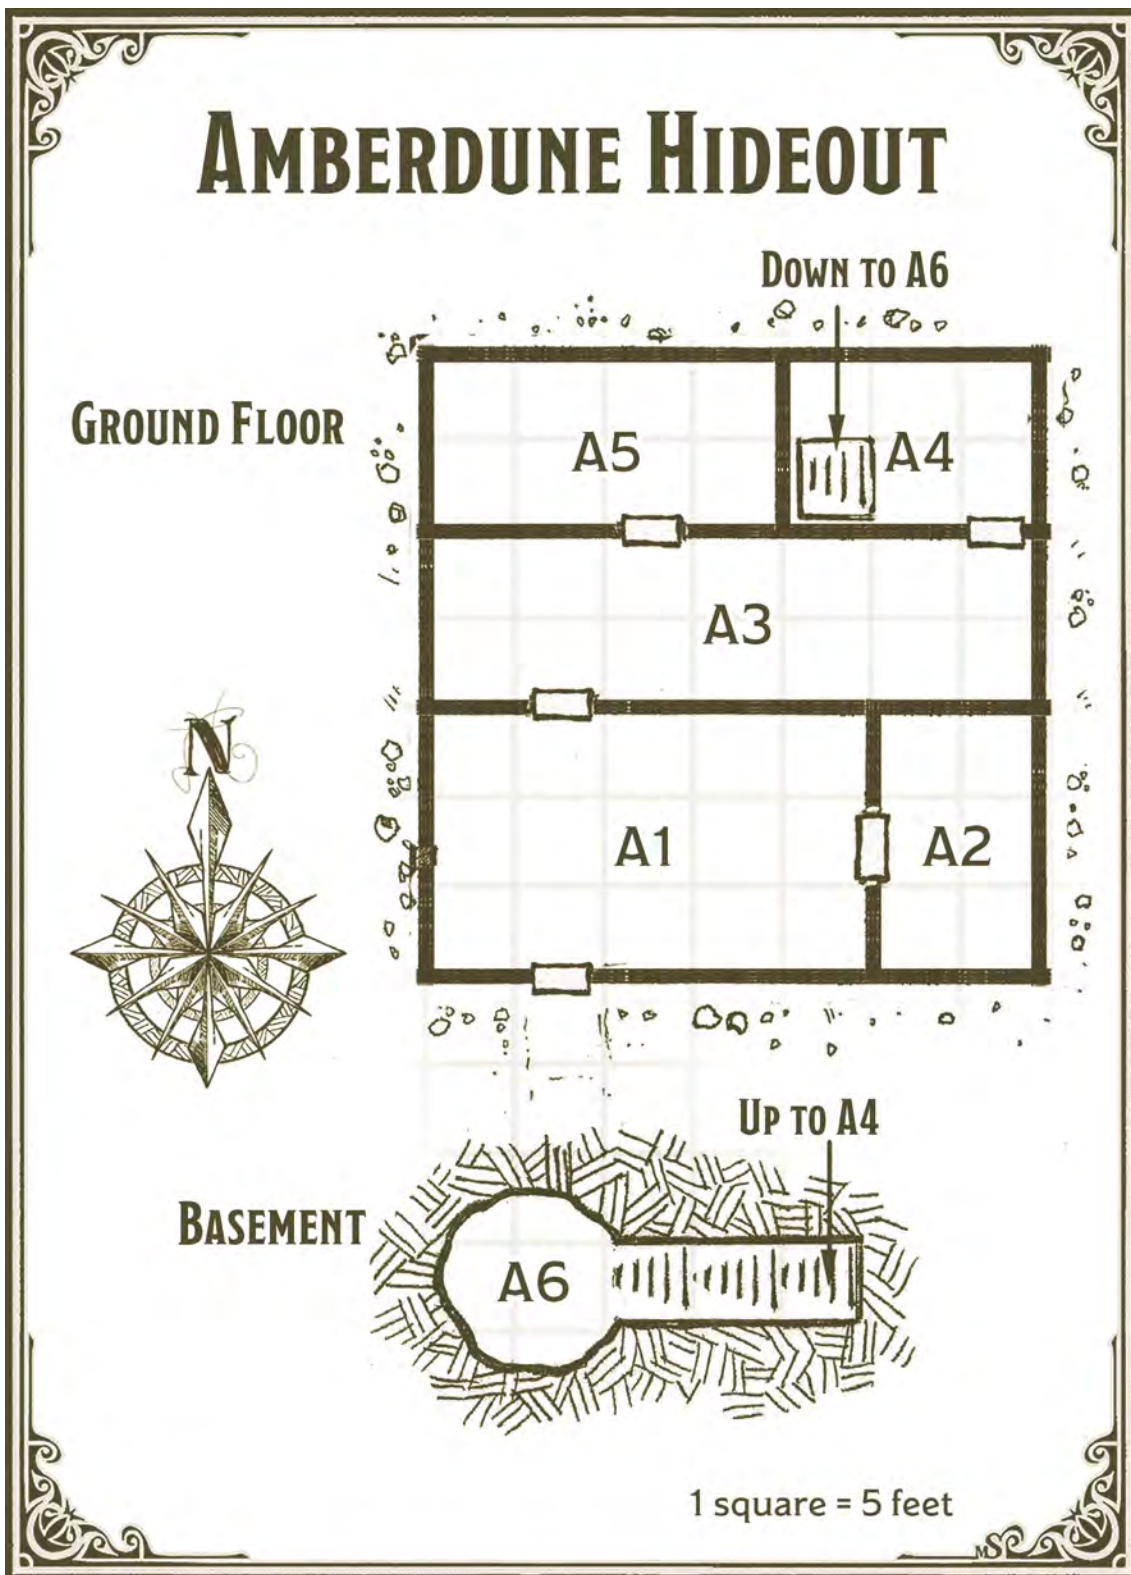 AMBERDUNE HIDEOUT
DOWN TO A6
GROUND FLOOR
A5
A4
A3
N
A1
A2
UP TO A4
BASEMENT
A6
1 square = 5 feet
MS